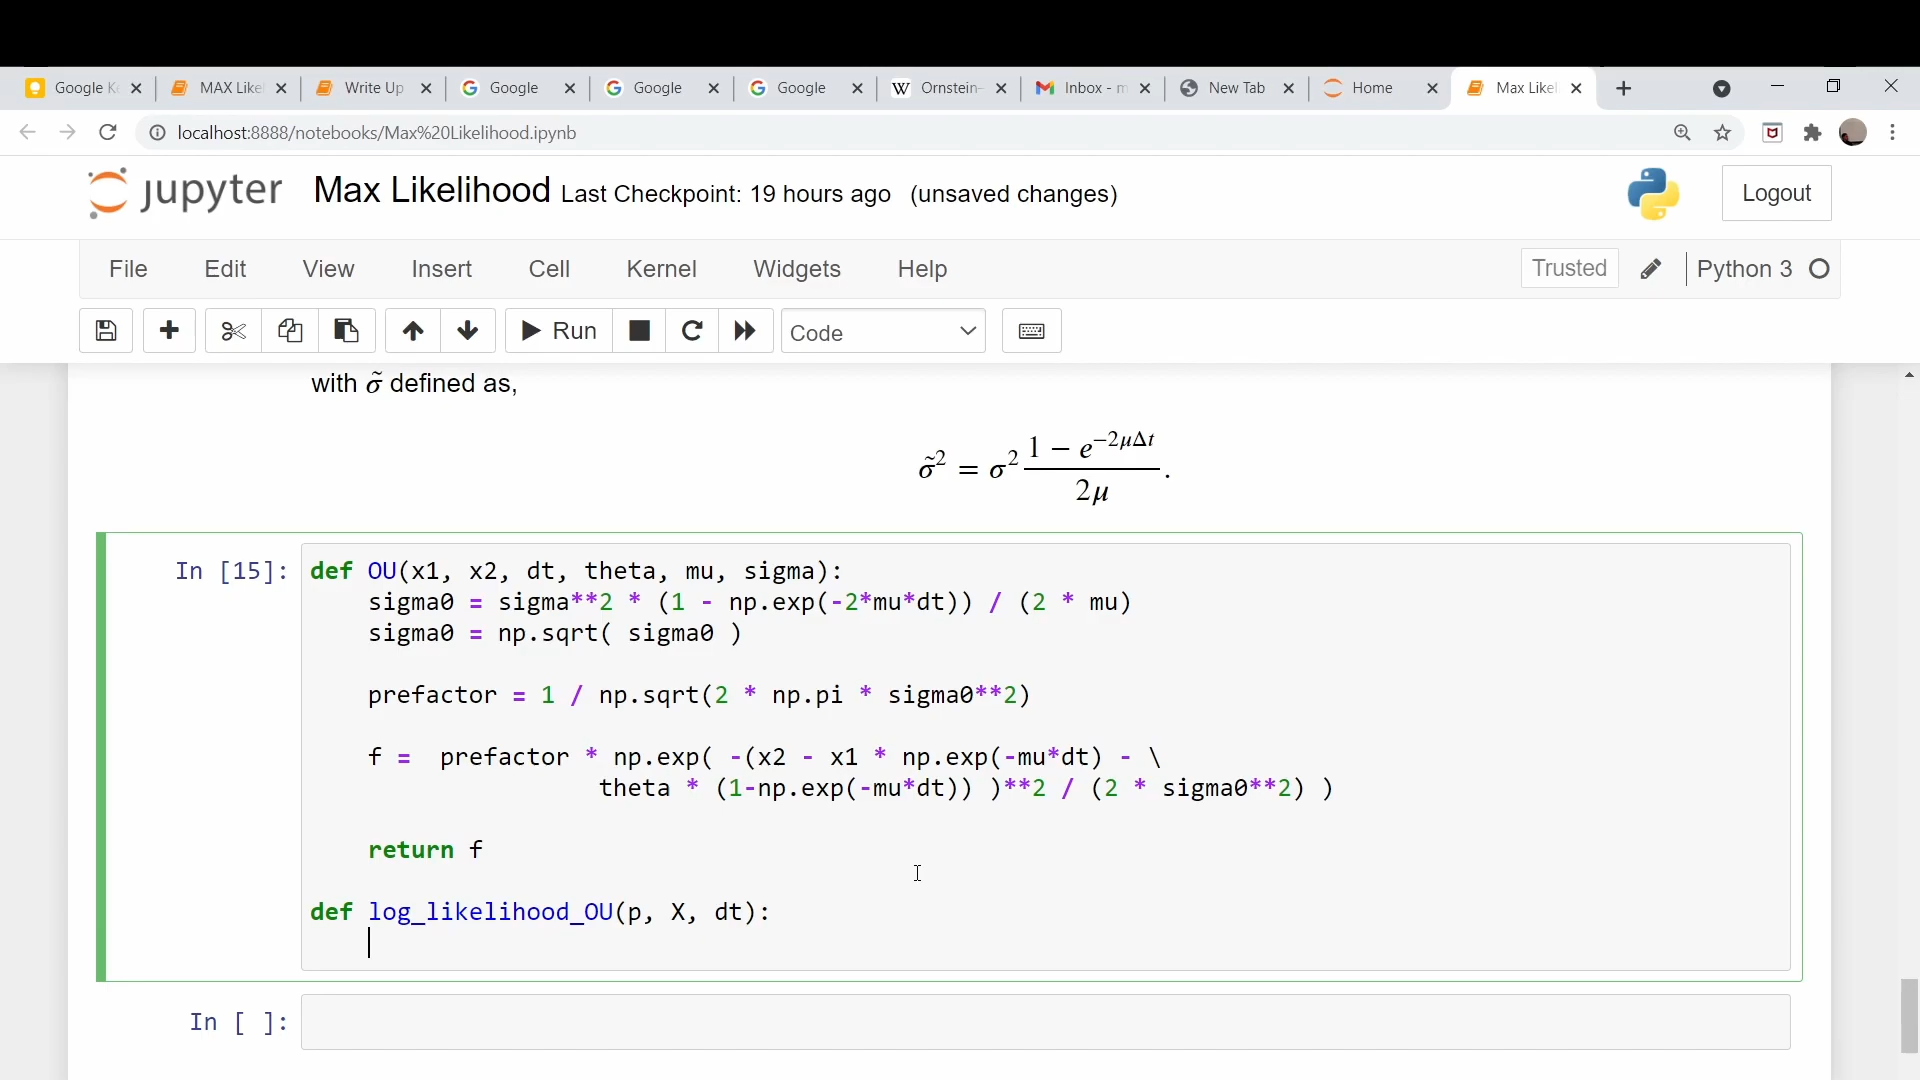 Google K
MAX Like
Write Up
Google
Google
Google
Ornstein-
Inbox - m
New Tab
Home
Max Likel
localhost:8888/notebooks/Max%20Likelihood.ipynb
jupyter Max Likelihood Last Checkpoint: 19 hours ago (unsaved changes)
Logout
File Edit View Insert Cell Kernel Widgets Help
Trusted
Python 3
Run
Code
with σ̃ defined as,
σ̃² = σ² (1 − e^{−2μΔt}) / (2μ).
In [15]:
def OU(x1, x2, dt, theta, mu, sigma):
    sigma0 = sigma**2 * (1 - np.exp(-2*mu*dt)) / (2 * mu)
    sigma0 = np.sqrt( sigma0 )
    prefactor = 1 / np.sqrt(2 * np.pi * sigma0**2)
    f =  prefactor * np.exp( -(x2 - x1 * np.exp(-mu*dt) - \
                    theta * (1-np.exp(-mu*dt)) )**2 / (2 * sigma0**2) )
    return f
def log_likelihood_OU(p, X, dt):
In [ ]: